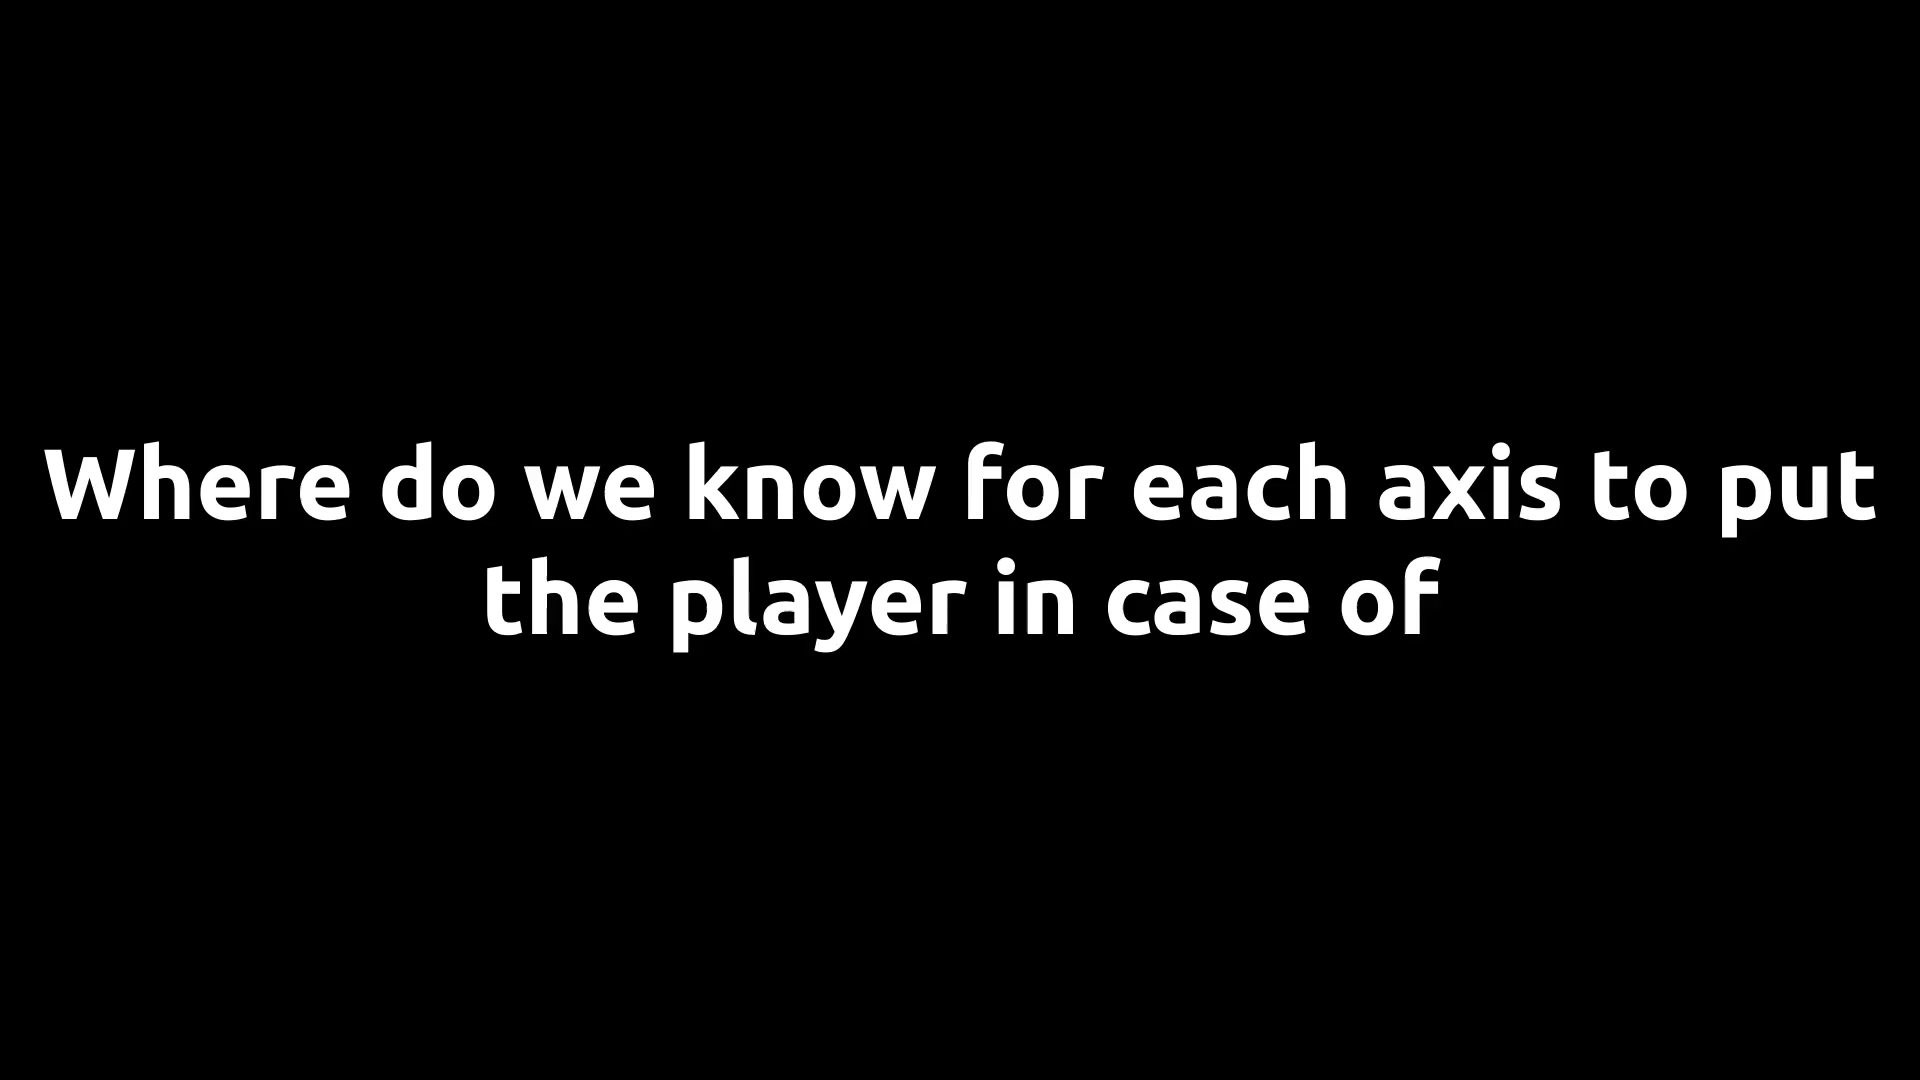 Where do we know for each axis to put
the player in case of